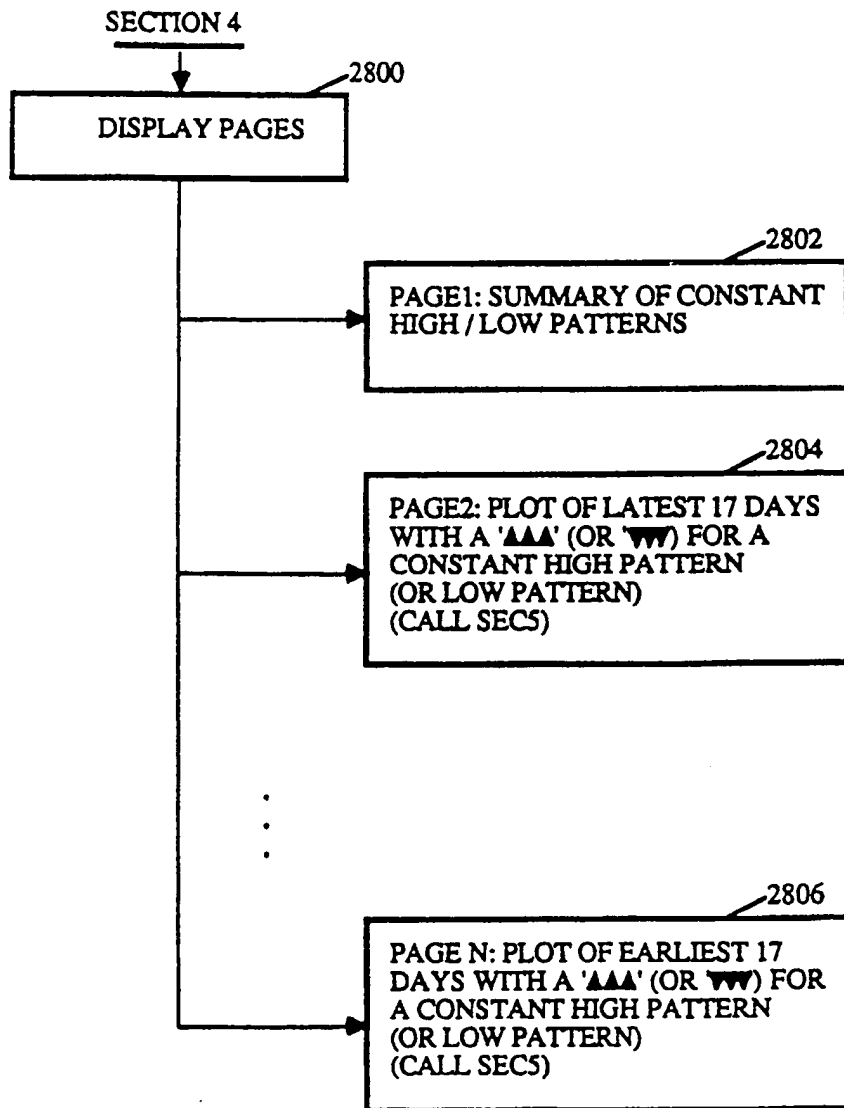 SECTION 4
2800
DISPLAY PAGES
2802
PAGE1: SUMMARY OF CONSTANT
HIGH / LOW PATTERNS
2804
PAGE2: PLOT OF LATEST 17 DAYS
WITH A '▲▲▲' (OR '▼▼▼') FOR A
CONSTANT HIGH PATTERN
(OR LOW PATTERN)
(CALL SEC5)
2806
PAGE N: PLOT OF EARLIEST 17
DAYS WITH A '▲▲▲' (OR '▼▼▼') FOR
A CONSTANT HIGH PATTERN
(OR LOW PATTERN)
(CALL SEC5)